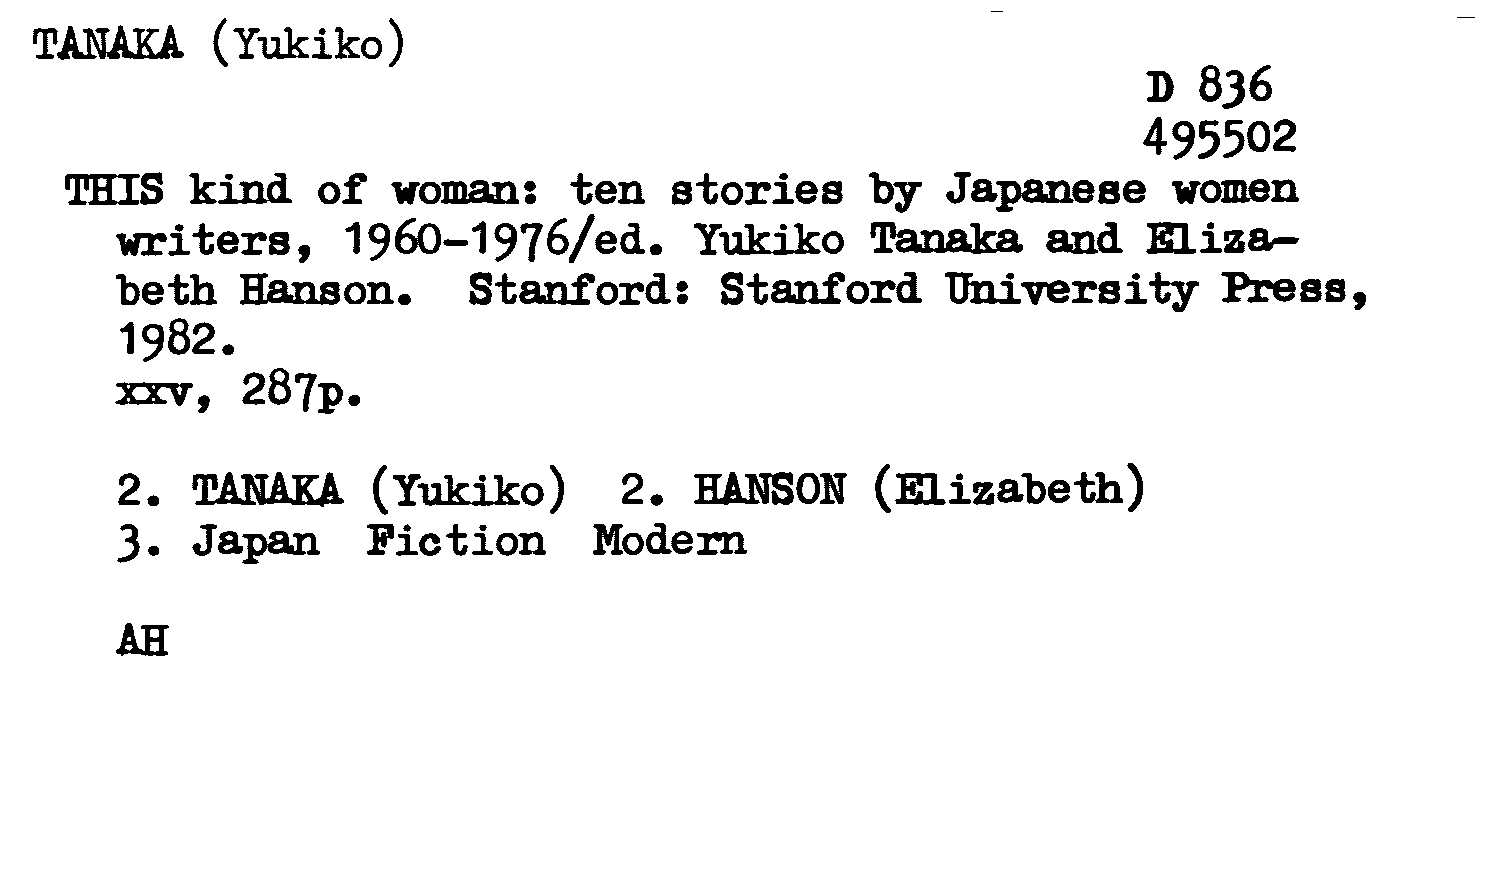 TANAKA (Yukiko)
D 836
495502
THIS kind of woman: ten stories by Japanese women
writers, 1960-1976/ed. Yukiko Tanaka and Eliza-
beth Hanson. Stanford: Stanford University Press,
1982.
xxv, 287p.
2. TANAKA (Yukiko) 2. HANSON (Elizabeth)
3. Japan Fiction Modern
AH